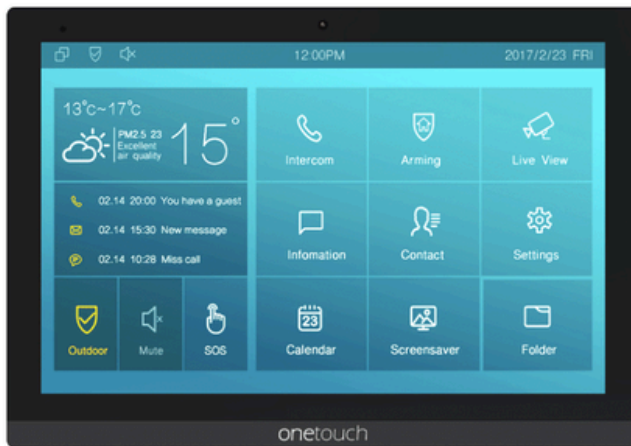 12:00PM
2017/2/23 FRI
13°c~17°c
PM2.5 23
Excellent
air quality
15°
02.14 20:00 You have a guest
02.14 15:30 New message
02.14 10:28 Miss call
Outdoor
Mute
SOS
Intercom
Arming
Live View
Infomation
Contact
Settings
23
Calendar
Screensaver
Folder
onetouch